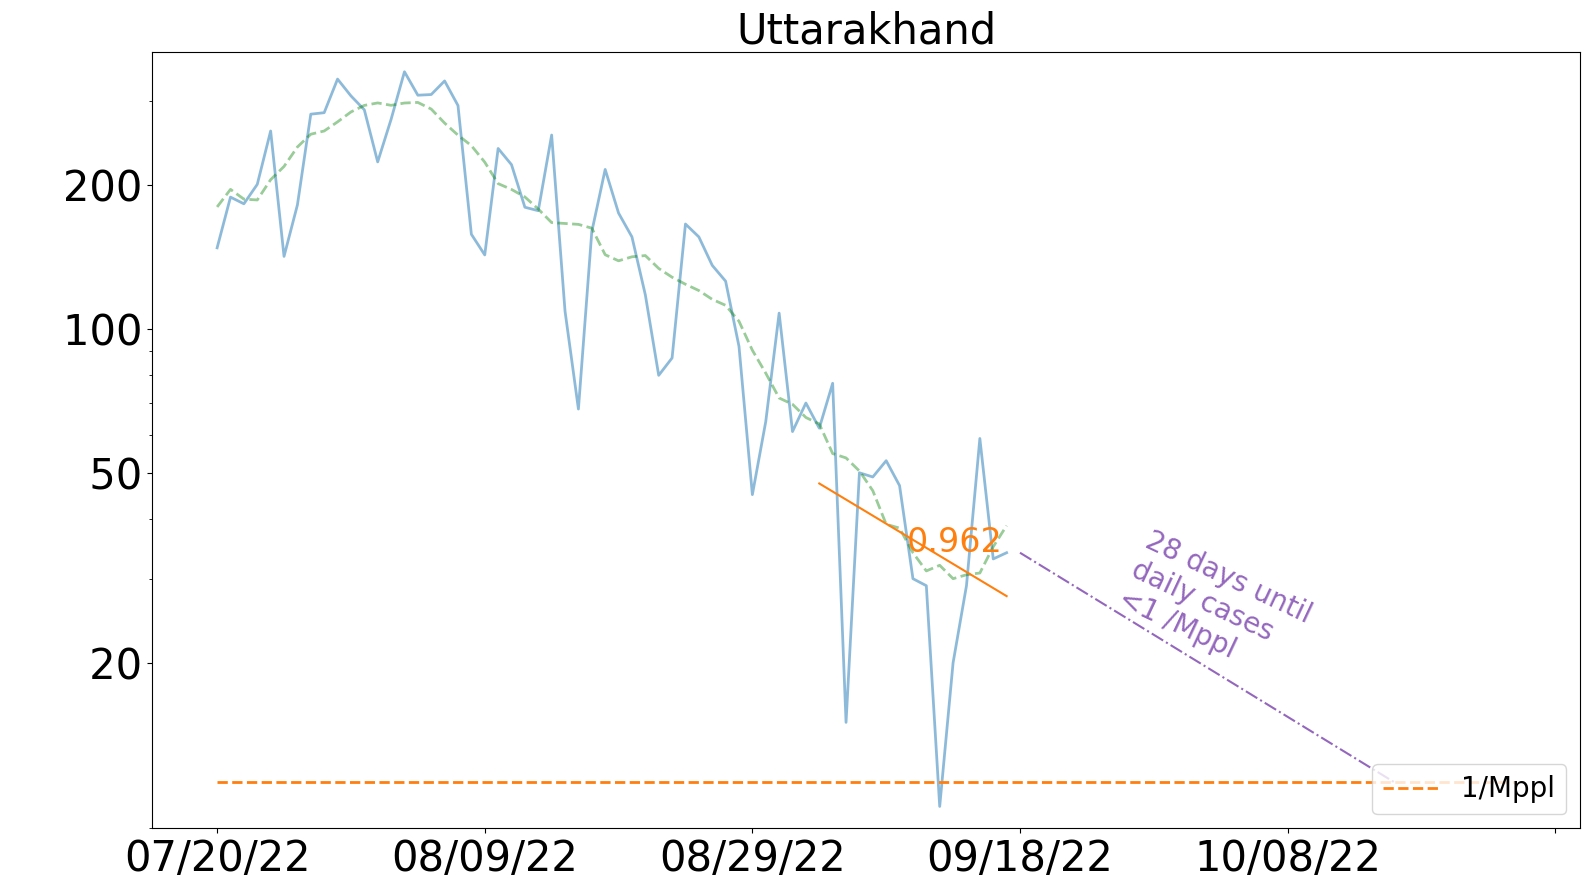 Uttarakhand
200
100
50
20
0.962
28 days until
daily cases
<1 /Mppl
1/Mppl
07/20/22
08/09/22
08/29/22
09/18/22
10/08/22